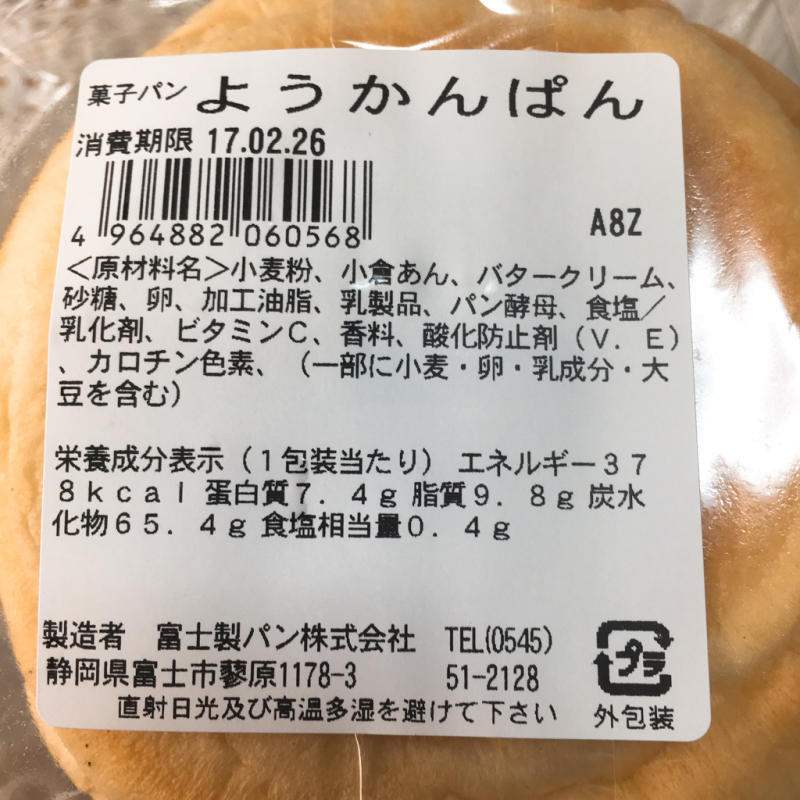 菓子パン ようかんぱん
消費期限 17.02.26
4 964882 060568
A8Z
＜原材料名＞小麦粉、小倉あん、バタークリーム、
砂糖、卵、加工油脂、乳製品、パン酵母、食塩／
乳化剤、ビタミンＣ、香料、酸化防止剤（Ｖ．Ｅ）
、カロチン色素、（一部に小麦・卵・乳成分・大
豆を含む）
栄養成分表示（１包装当たり） エネルギー３７
８ｋｃａｌ 蛋白質７．４ｇ 脂質９．８ｇ 炭水
化物６５．４ｇ 食塩相当量０．４ｇ
製造者 富士製パン株式会社 TEL(0545)
静岡県富士市蓼原1178-3 51-2128
直射日光及び高温多湿を避けて下さい
プラ
外包装